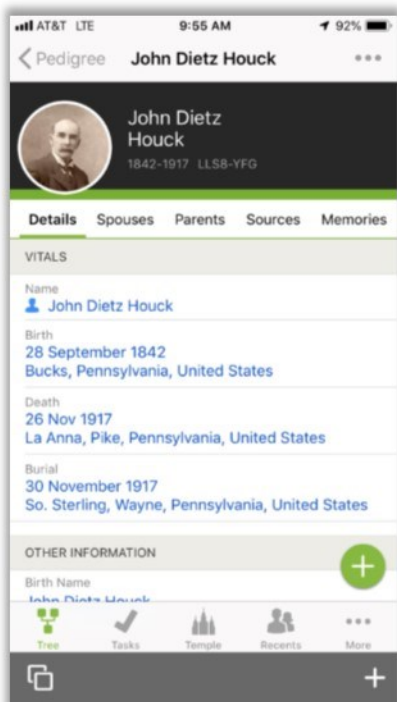 AT&T LTE 9:55 AM 92%
Pedigree John Dietz Houck
John Dietz
Houck
1842-1917 LLS8-YFG
Details Spouses Parents Sources Memories
VITALS
Name
John Dietz Houck
Birth
28 September 1842
Bucks, Pennsylvania, United States
Death
26 Nov 1917
La Anna, Pike, Pennsylvania, United States
Burial
30 November 1917
So. Sterling, Wayne, Pennsylvania, United States
OTHER INFORMATION
Birth Name
John Dietz Houck
Tree Tasks Temple Recents More